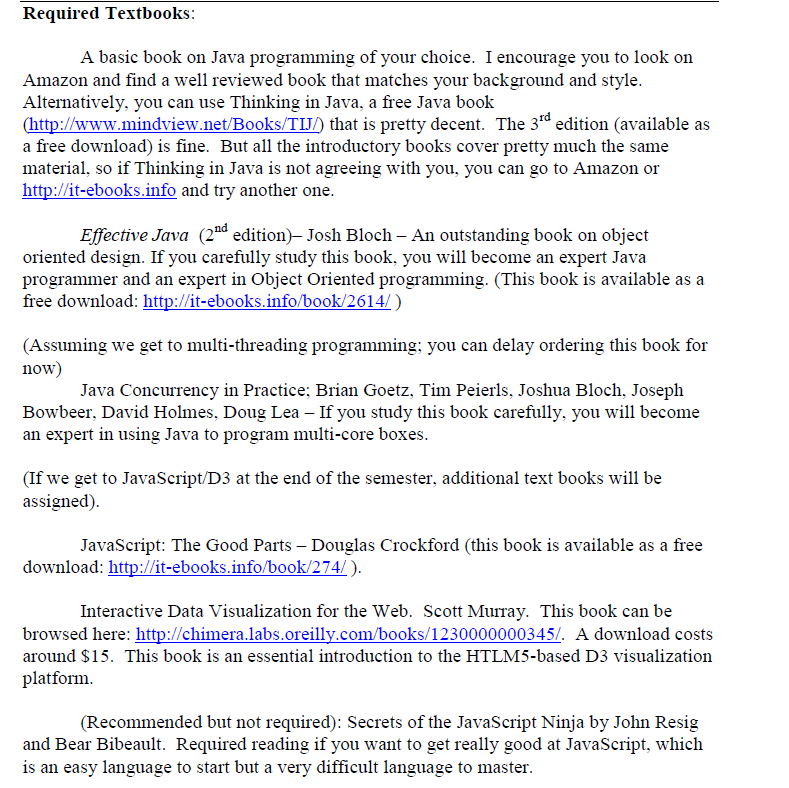 Required Textbooks:
A basic book on Java programming of your choice.  I encourage you to look on
Amazon and find a well reviewed book that matches your background and style.
Alternatively, you can use Thinking in Java, a free Java book
(http://www.mindview.net/Books/TIJ/) that is pretty decent.  The 3rd edition (available as
a free download) is fine.  But all the introductory books cover pretty much the same
material, so if Thinking in Java is not agreeing with you, you can go to Amazon or
http://it-ebooks.info and try another one.
Effective Java  (2nd edition)– Josh Bloch – An outstanding book on object
oriented design. If you carefully study this book, you will become an expert Java
programmer and an expert in Object Oriented programming. (This book is available as a
free download: http://it-ebooks.info/book/2614/ )
(Assuming we get to multi-threading programming; you can delay ordering this book for
now)
Java Concurrency in Practice; Brian Goetz, Tim Peierls, Joshua Bloch, Joseph
Bowbeer, David Holmes, Doug Lea – If you study this book carefully, you will become
an expert in using Java to program multi-core boxes.
(If we get to JavaScript/D3 at the end of the semester, additional text books will be
assigned).
JavaScript: The Good Parts – Douglas Crockford (this book is available as a free
download: http://it-ebooks.info/book/274/ ).
Interactive Data Visualization for the Web.  Scott Murray.  This book can be
browsed here: http://chimera.labs.oreilly.com/books/1230000000345/.  A download costs
around $15.  This book is an essential introduction to the HTLM5-based D3 visualization
platform.
(Recommended but not required): Secrets of the JavaScript Ninja by John Resig
and Bear Bibeault.  Required reading if you want to get really good at JavaScript, which
is an easy language to start but a very difficult language to master.